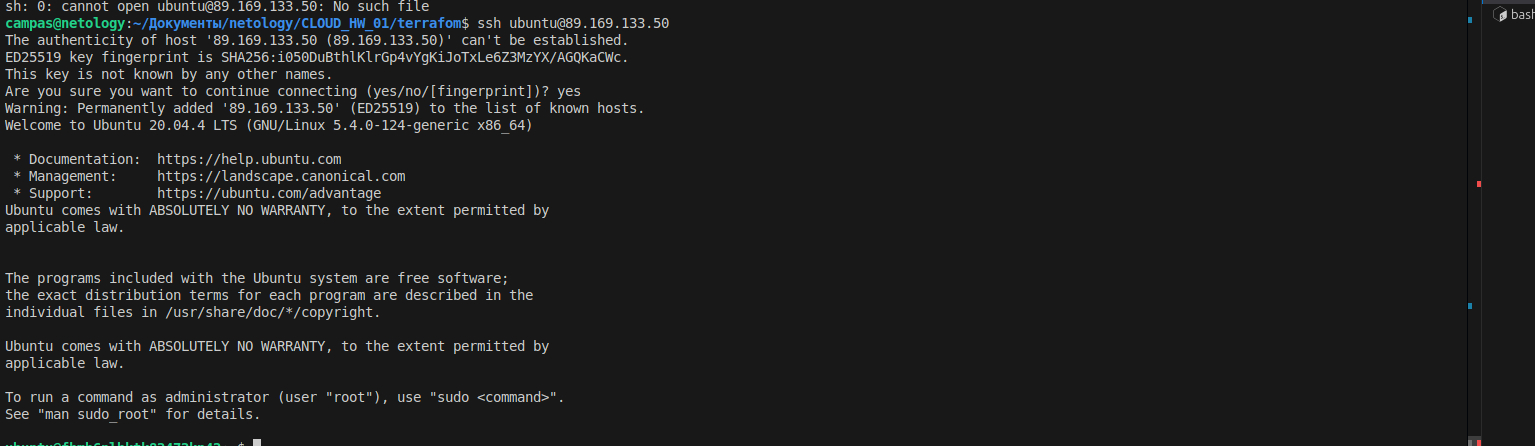 sh: 0: cannot open ubuntu@89.169.133.50: No such file
campas@netology:~/Документы/netology/CLOUD_HW_01/terrafom$ ssh ubuntu@89.169.133.50
The authenticity of host '89.169.133.50 (89.169.133.50)' can't be established.
ED25519 key fingerprint is SHA256:i050DuBthlKlrGp4vYgKiJoTxLe6Z3MzYX/AGQKaCWc.
This key is not known by any other names.
Are you sure you want to continue connecting (yes/no/[fingerprint])? yes
Warning: Permanently added '89.169.133.50' (ED25519) to the list of known hosts.
Welcome to Ubuntu 20.04.4 LTS (GNU/Linux 5.4.0-124-generic x86_64)
* Documentation:  https://help.ubuntu.com
* Management:     https://landscape.canonical.com
* Support:        https://ubuntu.com/advantage
Ubuntu comes with ABSOLUTELY NO WARRANTY, to the extent permitted by
applicable law.
The programs included with the Ubuntu system are free software;
the exact distribution terms for each program are described in the
individual files in /usr/share/doc/*/copyright.
Ubuntu comes with ABSOLUTELY NO WARRANTY, to the extent permitted by
applicable law.
To run a command as administrator (user "root"), use "sudo <command>".
See "man sudo_root" for details.
bash